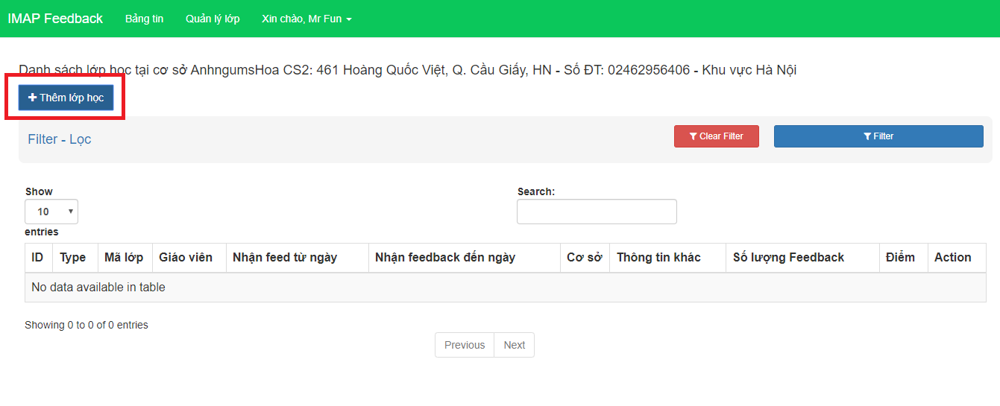 IMAP Feedback Bảng tin Quản lý lớp Xin chào, Mr Fun
Danh sách lớp học tại cơ sở AnhngumsHoa CS2: 461 Hoàng Quốc Việt, Q. Cầu Giấy, HN - Số ĐT: 02462956406 - Khu vực Hà Nội
Thêm lớp học
Filter - Lọc Clear Filter Filter
Show Search:
10
entries
ID Type Mã lớp Giáo viên Nhận feed từ ngày Nhận feedback đến ngày Cơ sở Thông tin khác Số lượng Feedback Điểm Action
No data available in table
Showing 0 to 0 of 0 entries
Previous Next